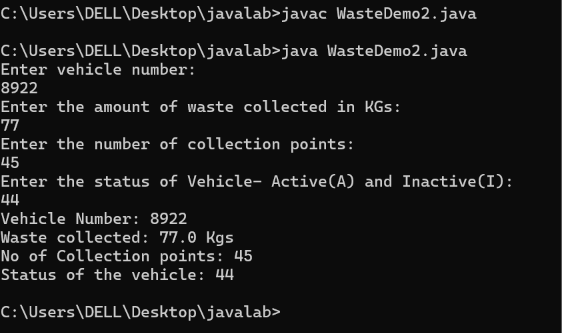 C:\Users\DELL\Desktop\javalab>javac WasteDemo2.java
C:\Users\DELL\Desktop\javalab>java WasteDemo2.java
Enter vehicle number:
8922
Enter the amount of waste collected in KGs:
77
Enter the number of collection points:
45
Enter the status of Vehicle- Active(A) and Inactive(I):
44
Vehicle Number: 8922
Waste collected: 77.0 Kgs
No of Collection points: 45
Status of the vehicle: 44
C:\Users\DELL\Desktop\javalab>